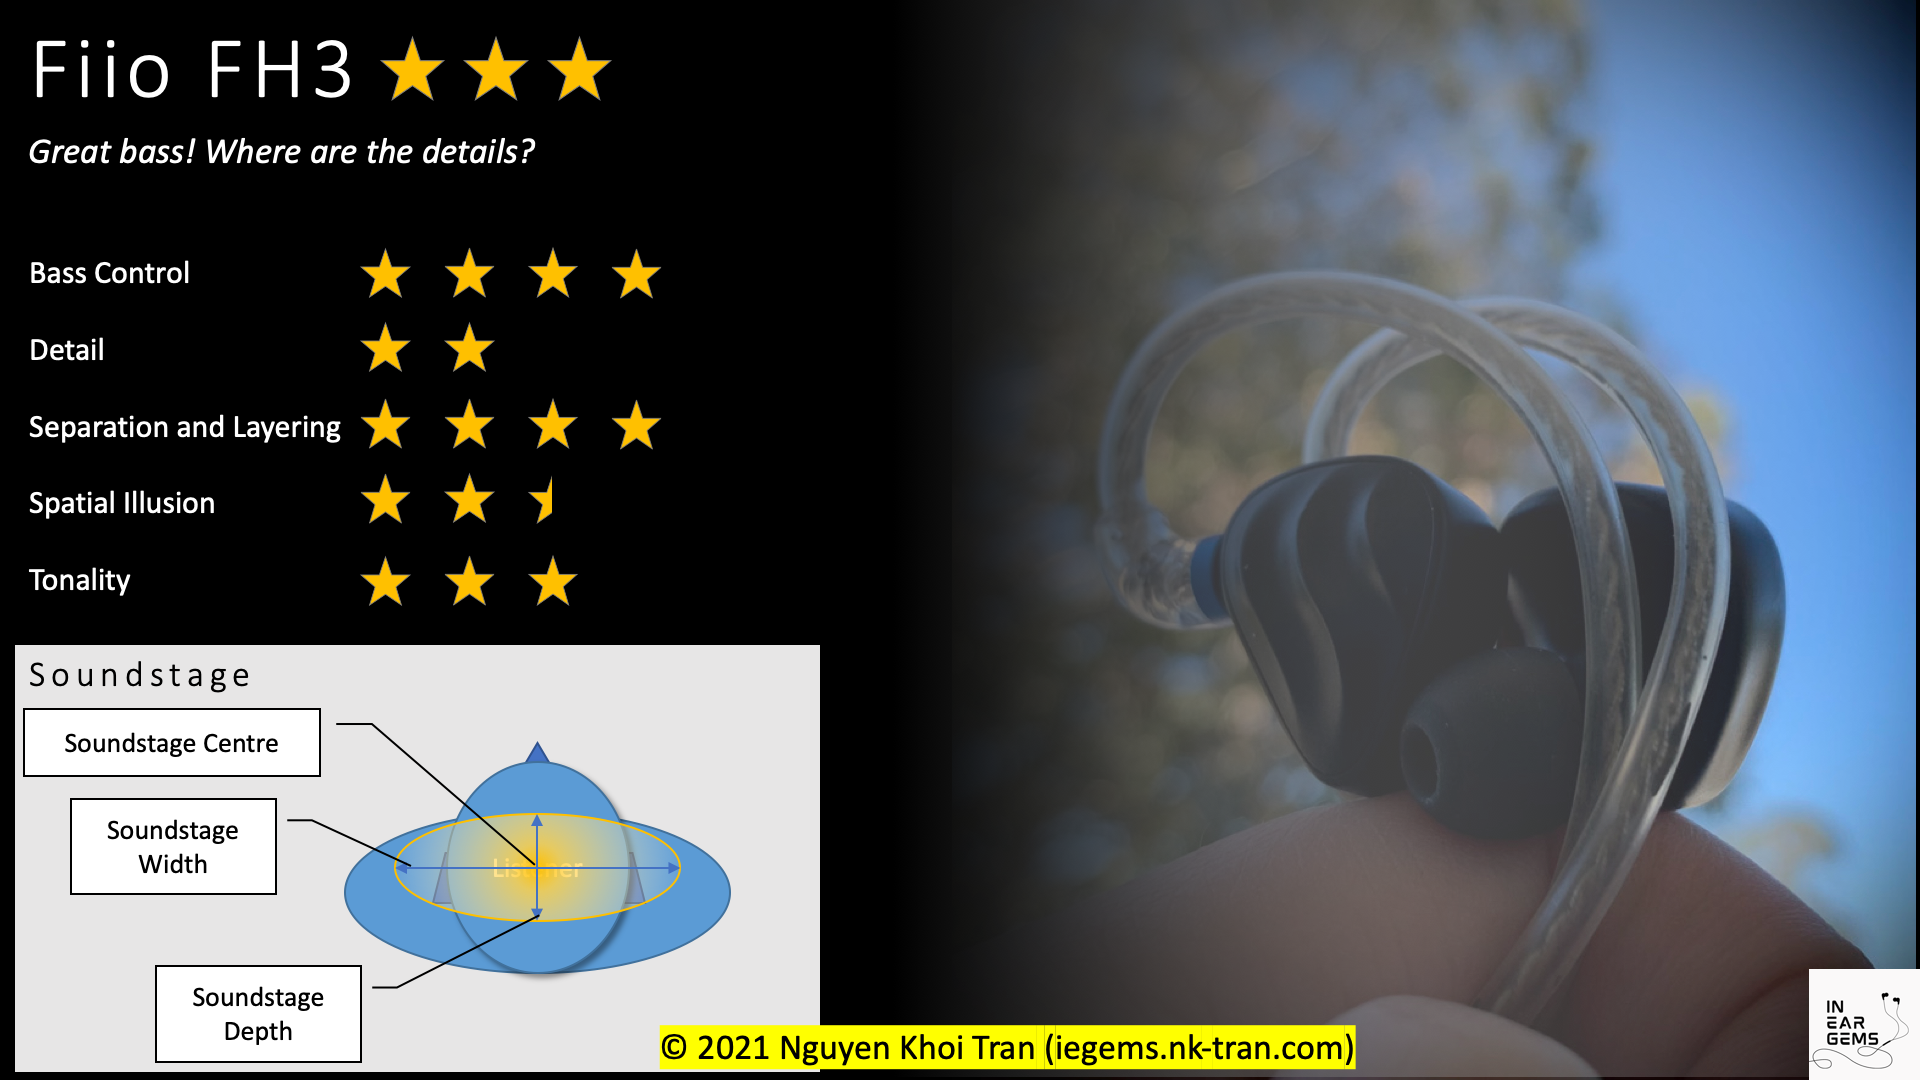 Fiio FH3
Great bass! Where are the details?
Bass Control
Detail
Separation and Layering
Spatial Illusion
Tonality
Soundstage
Soundstage Centre
Soundstage
Width
Listener
Soundstage
Depth
© 2021 Nguyen Khoi Tran (iegems.nk-tran.com)
IN
EAR
GEMS